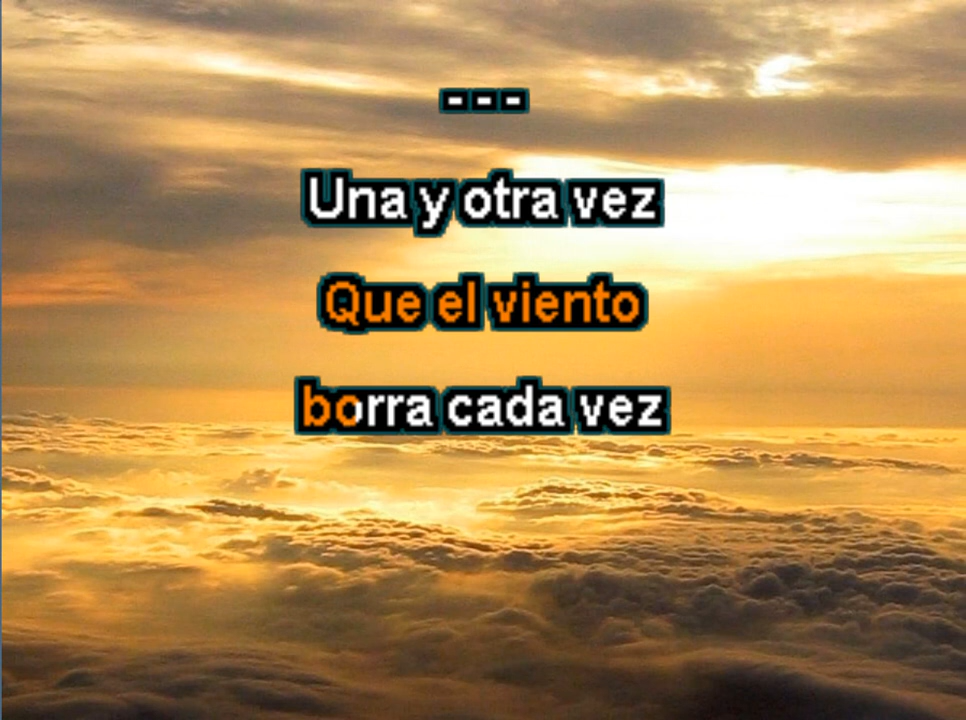 ---
Una y otra vez
Que el viento
borra cada vez